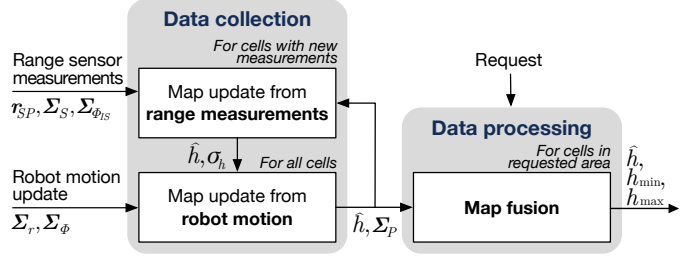 Data collection
For cells with new
measurements
Range sensor
measurements
r_SP, Σ_S, Σ_Φ_IS
Map update from
range measurements
Request
ĥ, σ_h
For all cells
Robot motion
update
Σ_r, Σ_Φ
Map update from
robot motion
ĥ, Σ_P
Data processing
For cells in
requested area
Map fusion
ĥ,
h_min,
h_max